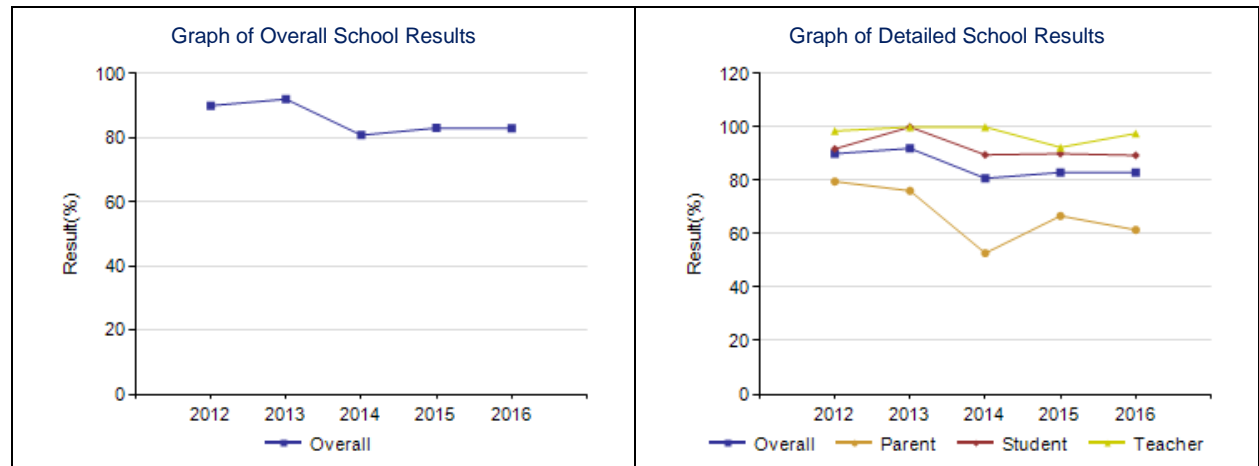 Graph of Overall School Results
100
80
60
40
20
0
Result(%)
2012 2013 2014 2015 2016
Overall
Graph of Detailed School Results
120
100
80
60
40
20
0
Result(%)
2012 2013 2014 2015 2016
Overall Parent Student Teacher